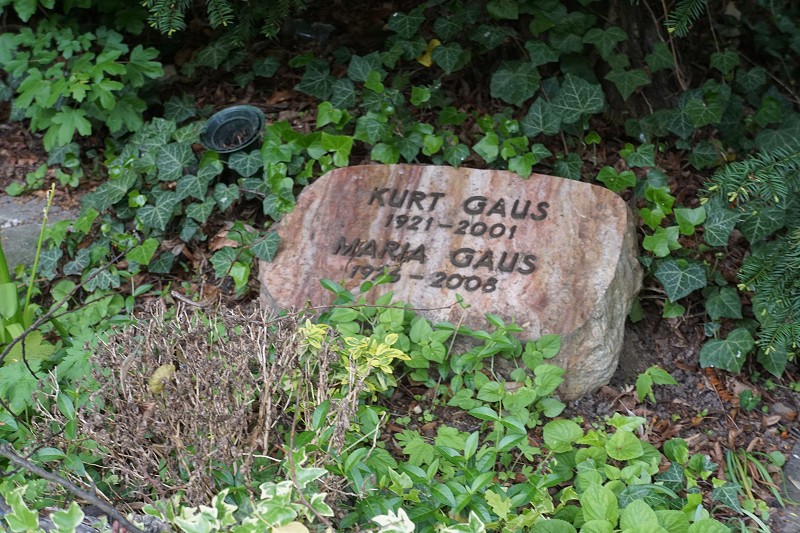 KURT GAUS
1921-2001
MARIA GAUS
- 2008